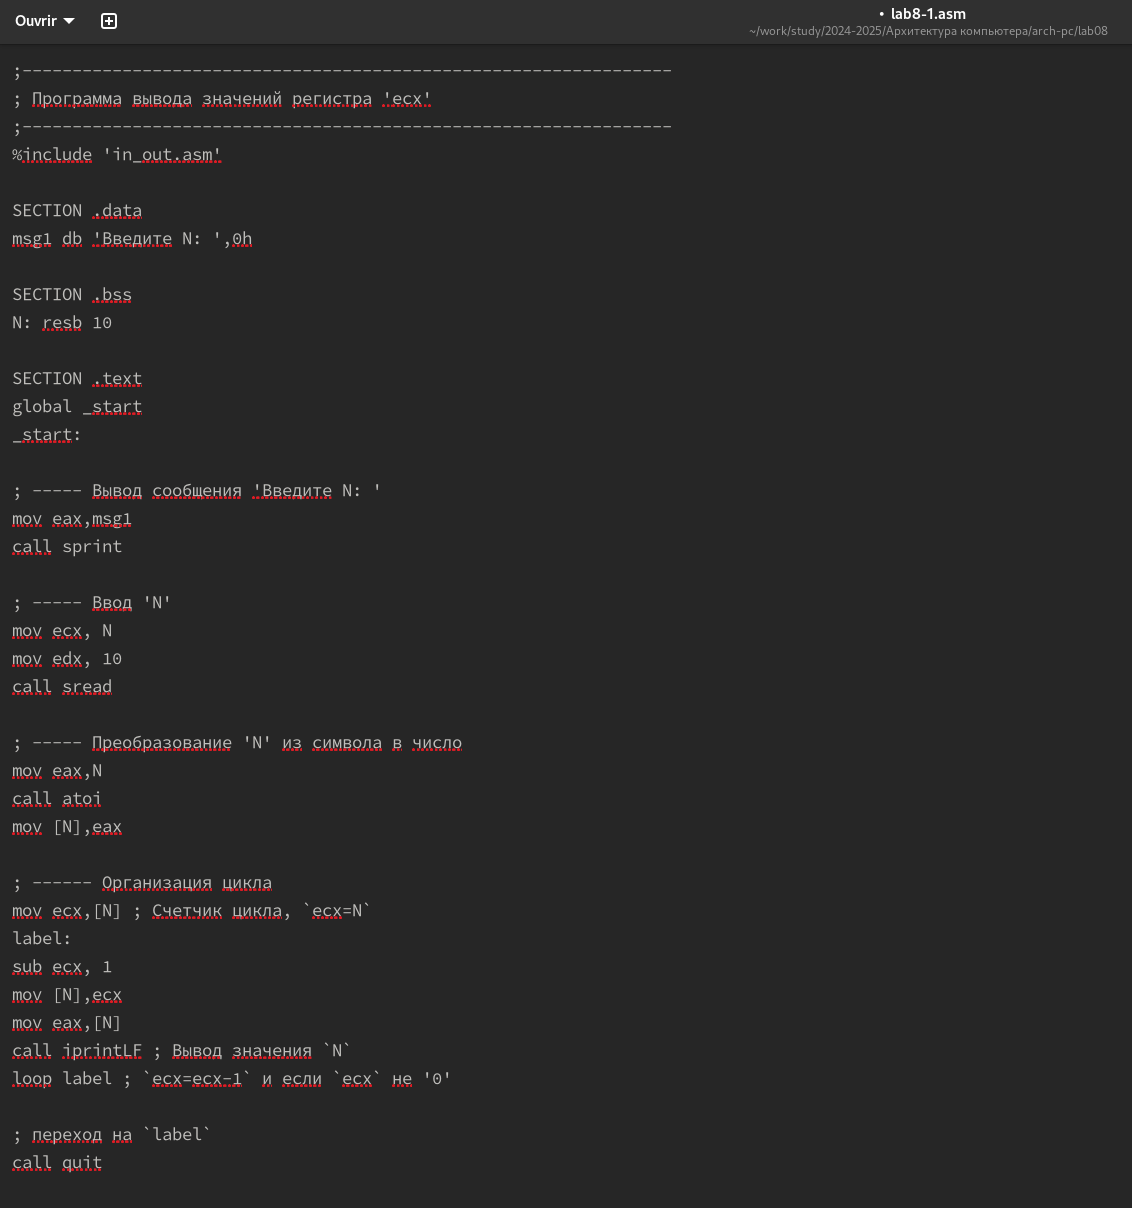 Ouvrir
• lab8-1.asm
~/work/study/2024-2025/Архитектура компьютера/arch-pc/lab08
;-----------------------------------------------------------------
; Программа вывода значений регистра 'ecx'
;-----------------------------------------------------------------
%include 'in_out.asm'
SECTION .data
msg1 db 'Введите N: ',0h
SECTION .bss
N: resb 10
SECTION .text
global _start
_start:
; ----- Вывод сообщения 'Введите N: '
mov eax,msg1
call sprint
; ----- Ввод 'N'
mov ecx, N
mov edx, 10
call sread
; ----- Преобразование 'N' из символа в число
mov eax,N
call atoi
mov [N],eax
; ------ Организация цикла
mov ecx,[N] ; Счетчик цикла, `ecx=N`
label:
sub ecx, 1
mov [N],ecx
mov eax,[N]
call iprintLF ; Вывод значения `N`
loop label ; `ecx=ecx-1` и если `ecx` не '0'
; переход на `label`
call quit